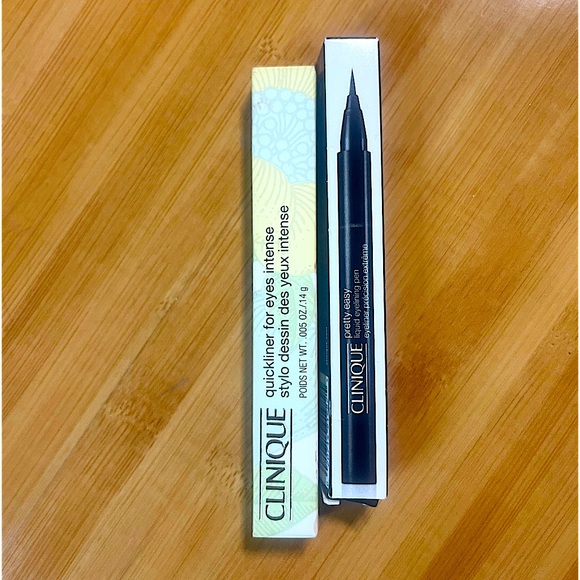 CLINIQUE
quickliner for eyes intense
stylo dessin des yeux intense
POIDS NET WT. .005 OZ./.14 g
CLINIQUE
pretty easy
liquid eyelining pen
eyeliner précision extrême